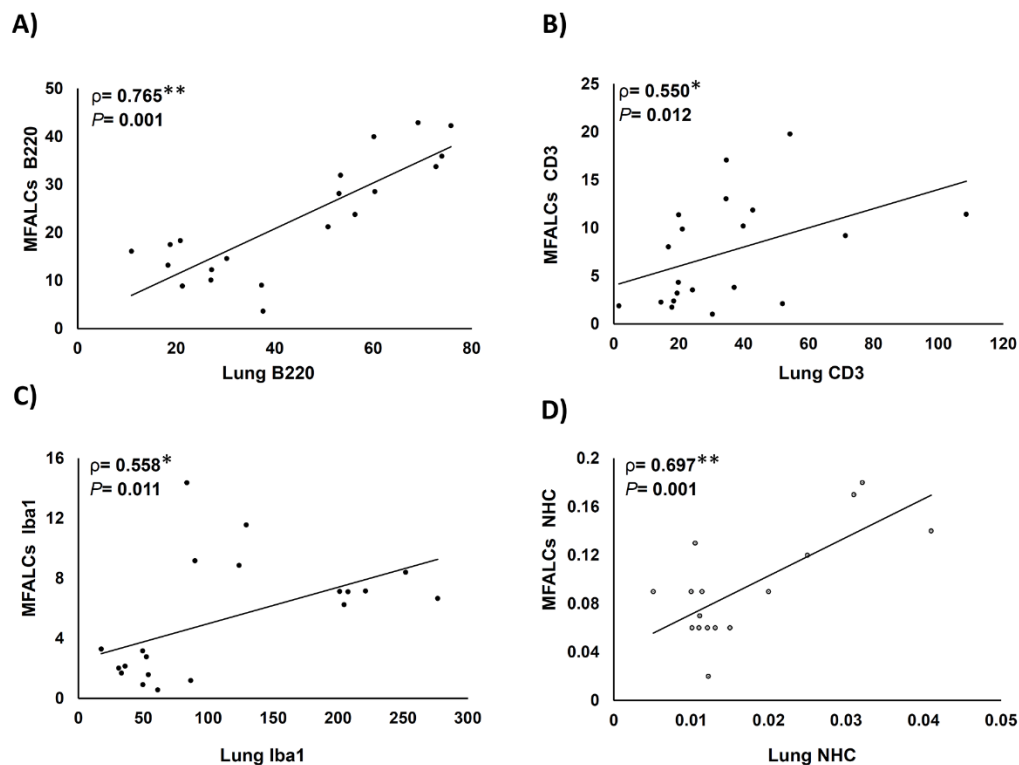 A)
ρ= 0.765**
P= 0.001
MFALCs B220
50
40
30
20
10
0
0 20 40 60 80
Lung B220
B)
ρ= 0.550*
P= 0.012
MFALCs CD3
25
20
15
10
5
0
0 20 40 60 80 100 120
Lung CD3
C)
ρ= 0.558*
P= 0.011
MFALCs Iba1
16
12
8
4
0
0 50 100 150 200 250 300
Lung Iba1
D)
ρ= 0.697**
P= 0.001
MFALCs NHC
0.2
0.16
0.12
0.08
0.04
0
0 0.01 0.02 0.03 0.04 0.05
Lung NHC